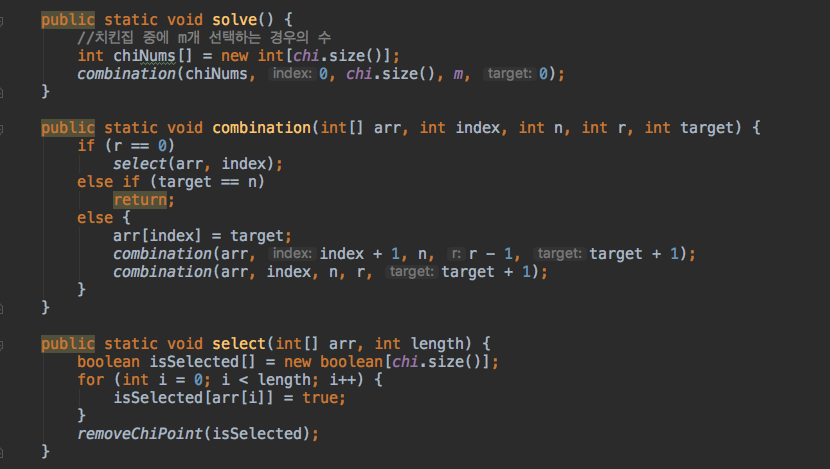 public static void solve() {
//치킨집 중에 m개 선택하는 경우의 수
int chiNums[] = new int[chi.size()];
combination(chiNums, index: 0, chi.size(), m, target: 0);
}
public static void combination(int[] arr, int index, int n, int r, int target) {
if (r == 0)
select(arr, index);
else if (target == n)
return;
else {
arr[index] = target;
combination(arr, index: index + 1, n, r: r - 1, target: target + 1);
combination(arr, index, n, r, target: target + 1);
}
}
public static void select(int[] arr, int length) {
boolean isSelected[] = new boolean[chi.size()];
for (int i = 0; i < length; i++) {
isSelected[arr[i]] = true;
}
removeChiPoint(isSelected);
}